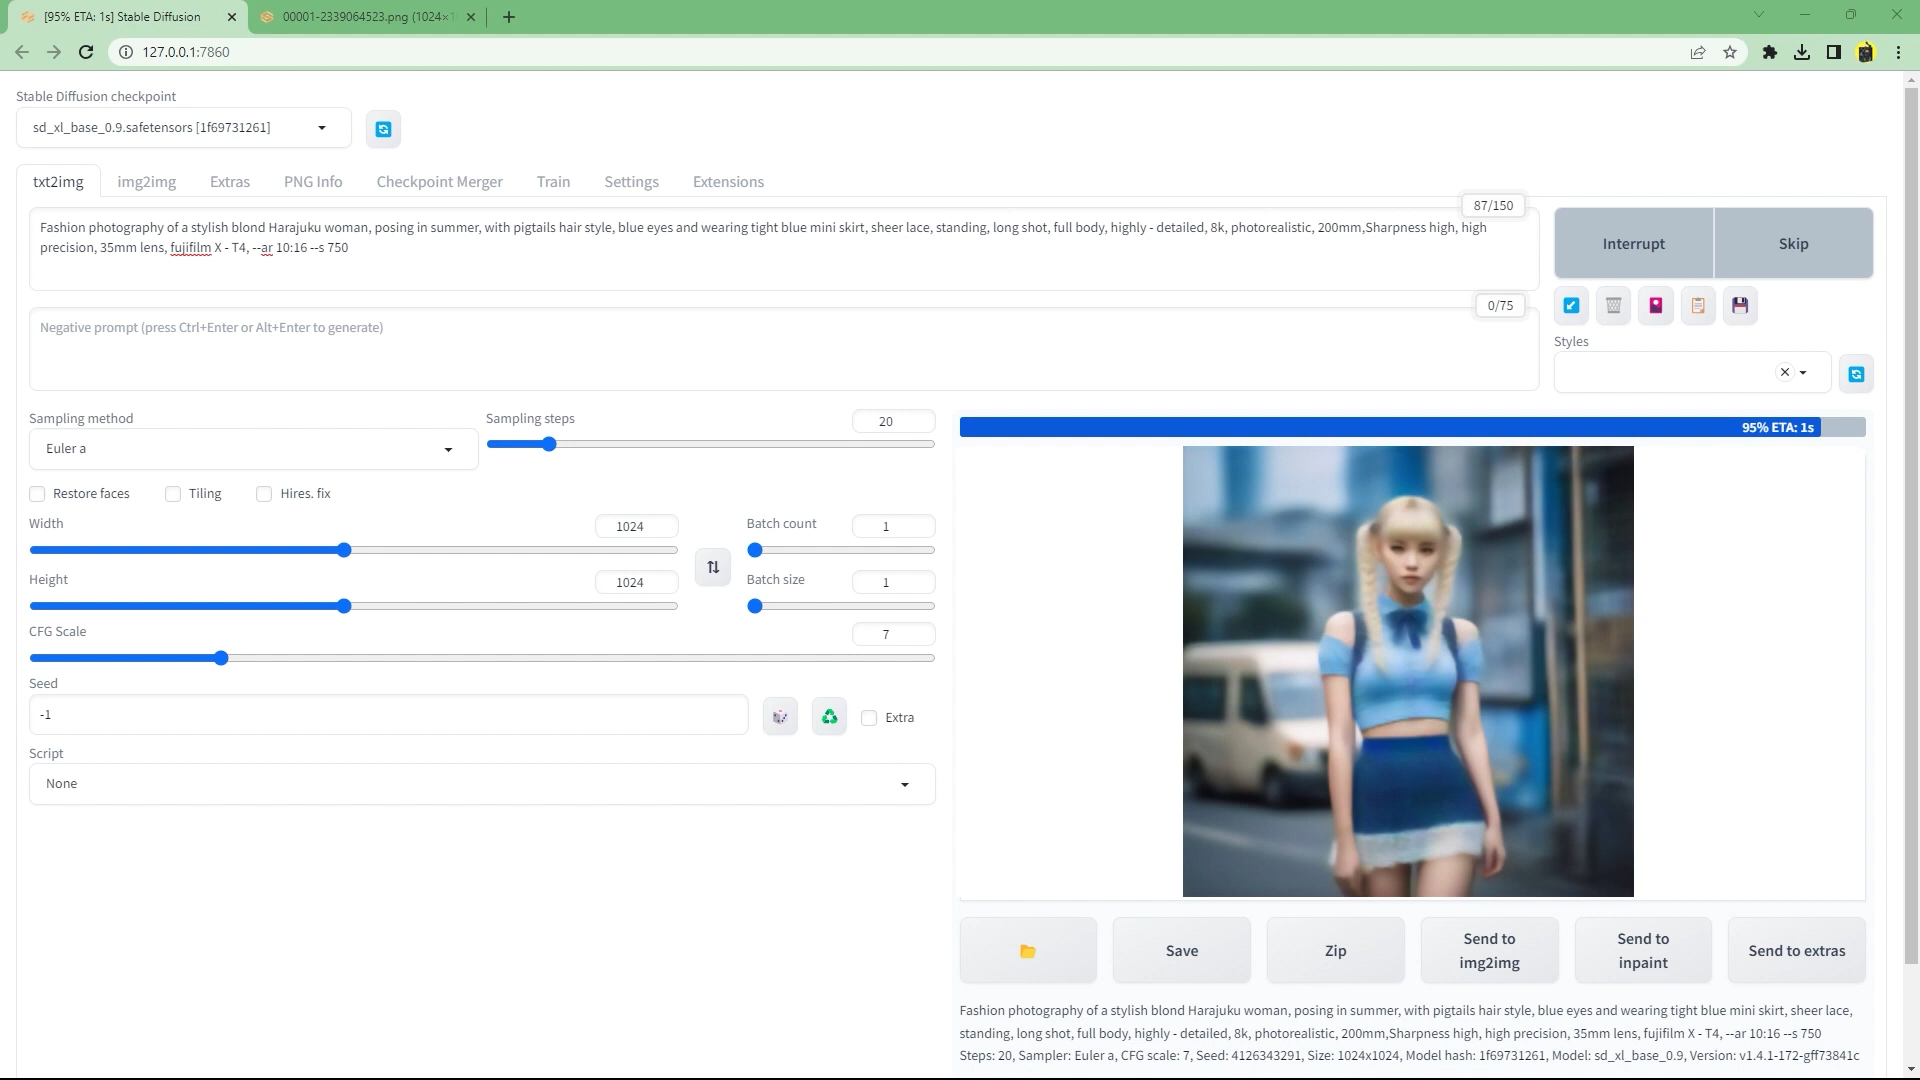 [95% ETA: 1s] Stable Diffusion
00001-2339064523.png (1024×1
127.0.0.1:7860
Stable Diffusion checkpoint
sd_xl_base_0.9.safetensors [1f69731261]
txt2img img2img Extras PNG Info Checkpoint Merger Train Settings Extensions
87/150
Fashion photography of a stylish blond Harajuku woman, posing in summer, with pigtails hair style, blue eyes and wearing tight blue mini skirt, sheer lace, standing, long shot, full body, highly - detailed, 8k, photorealistic, 200mm,Sharpness high, high
precision, 35mm lens, fujifilm X - T4, --ar 10:16 --s 750
Interrupt Skip
0/75
Negative prompt (press Ctrl+Enter or Alt+Enter to generate)
Styles
Sampling method
Euler a
Sampling steps
20
95% ETA: 1s
Restore faces Tiling Hires. fix
Width
1024
Batch count
1
Height
1024
Batch size
1
CFG Scale
7
Seed
-1
Extra
Script
None
Save
Zip
Send to
img2img
Send to
inpaint
Send to extras
Fashion photography of a stylish blond Harajuku woman, posing in summer, with pigtails hair style, blue eyes and wearing tight blue mini skirt, sheer lace,
standing, long shot, full body, highly - detailed, 8k, photorealistic, 200mm,Sharpness high, high precision, 35mm lens, fujifilm X - T4, --ar 10:16 --s 750
Steps: 20, Sampler: Euler a, CFG scale: 7, Seed: 4126343291, Size: 1024x1024, Model hash: 1f69731261, Model: sd_xl_base_0.9, Version: v1.4.1-172-gff73841c